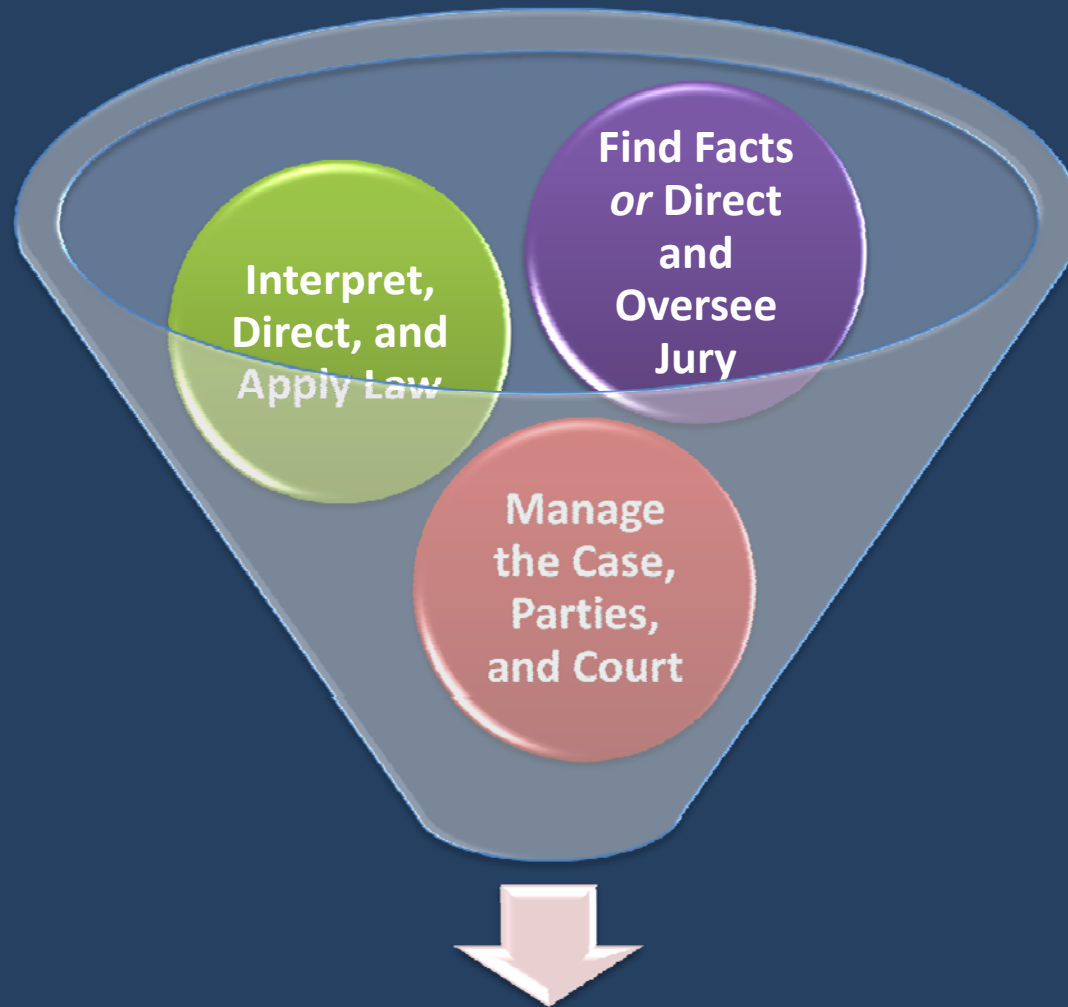 Find Facts
or Direct
and
Oversee
Jury
Interpret,
Direct, and
Apply Law
Manage
the Case,
Parties,
and Court